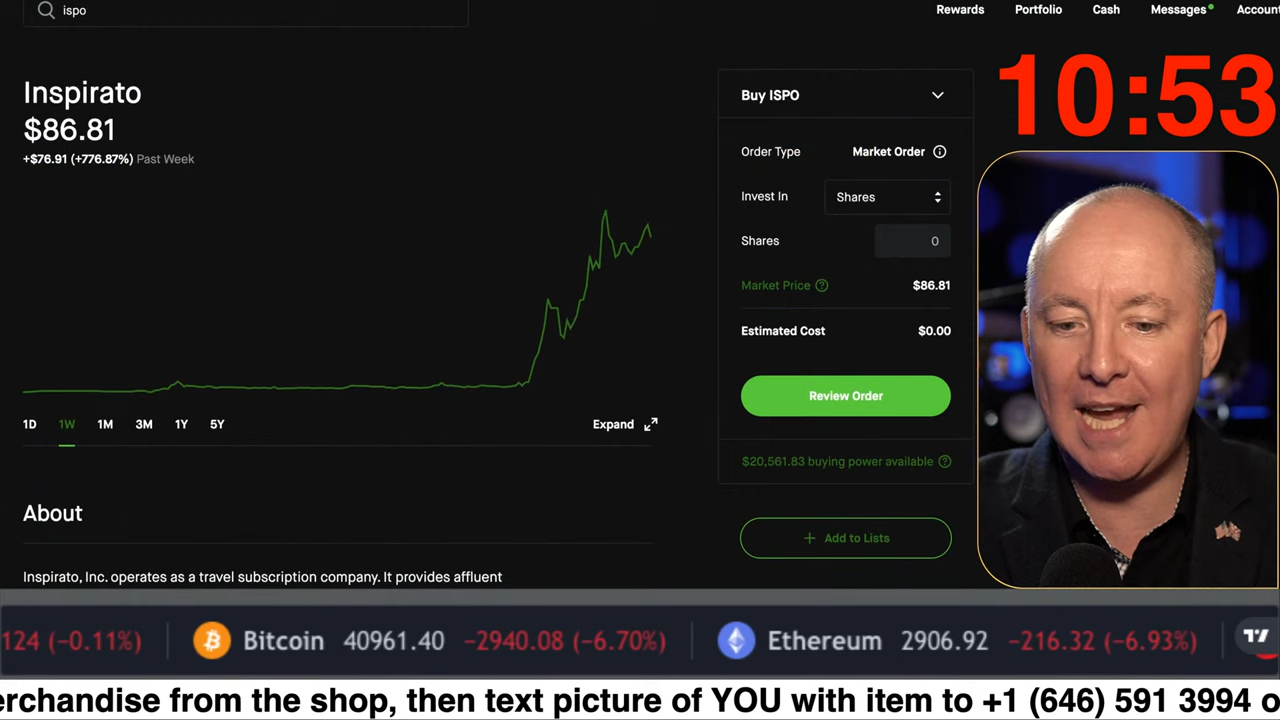 ispo
Rewards Portfolio Cash Messages Accoun
10:53
Inspirato
$86.81
+$76.91 (+776.87%) Past Week
Buy ISPO
Order Type Market Order
Invest In Shares
Shares 0
Market Price $86.81
Estimated Cost $0.00
Review Order
$20,561.83 buying power available
Add to Lists
1D 1W 1M 3M 1Y 5Y Expand
About
Inspirato, Inc. operates as a travel subscription company. It provides affluent
124 (−0.11%) Bitcoin 40961.40 −2940.08 (−6.70%) Ethereum 2906.92 −216.32 (−6.93%)
erchandise from the shop, then text picture of YOU with item to +1 (646) 591 3994 o